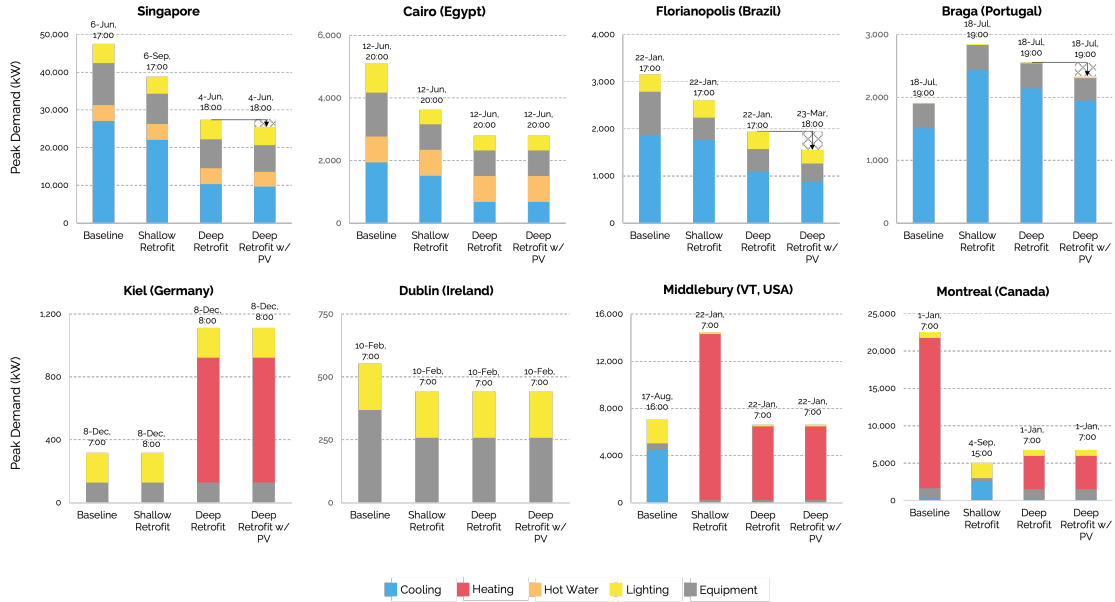 Singapore
Peak Demand (kW)
50,000
40,000
30,000
20,000
10,000
0
6-Jun,
17:00
6-Sep,
17:00
4-Jun,
18:00
4-Jun,
18:00
Baseline
Shallow
Retrofit
Deep
Retrofit
Deep
Retrofit w/
PV
Cairo (Egypt)
6,000
4,000
2,000
0
12-Jun,
20:00
12-Jun,
20:00
12-Jun,
20:00
12-Jun,
20:00
Baseline
Shallow
Retrofit
Deep
Retrofit
Deep
Retrofit w/
PV
Florianopolis (Brazil)
4,000
3,000
2,000
1,000
0
22-Jan,
17:00
22-Jan,
17:00
22-Jan,
17:00
23-Mar,
18:00
Baseline
Shallow
Retrofit
Deep
Retrofit
Deep
Retrofit w/
PV
Braga (Portugal)
3,000
2,000
1,000
0
18-Jul,
19:00
18-Jul,
19:00
18-Jul,
19:00
18-Jul,
19:00
Baseline
Shallow
Retrofit
Deep
Retrofit
Deep
Retrofit w/
PV
Kiel (Germany)
Peak Demand (kW)
1200
800
400
0
8-Dec,
7:00
8-Dec,
8:00
8-Dec,
8:00
8-Dec,
8:00
Baseline
Shallow
Retrofit
Deep
Retrofit
Deep
Retrofit w/
PV
Dublin (Ireland)
750
500
250
0
10-Feb,
7:00
10-Feb,
7:00
10-Feb,
7:00
10-Feb,
7:00
Baseline
Shallow
Retrofit
Deep
Retrofit
Deep
Retrofit w/
PV
Middlebury (VT, USA)
16,000
12,000
8,000
4,000
0
17-Aug,
16:00
22-Jan,
7:00
22-Jan,
7:00
22-Jan,
7:00
Baseline
Shallow
Retrofit
Deep
Retrofit
Deep
Retrofit w/
PV
Montreal (Canada)
25,000
20,000
15,000
10,000
5,000
0
1-Jan,
7:00
4-Sep,
15:00
1-Jan,
7:00
1-Jan,
7:00
Baseline
Shallow
Retrofit
Deep
Retrofit
Deep
Retrofit w/
PV
Cooling
Heating
Hot Water
Lighting
Equipment